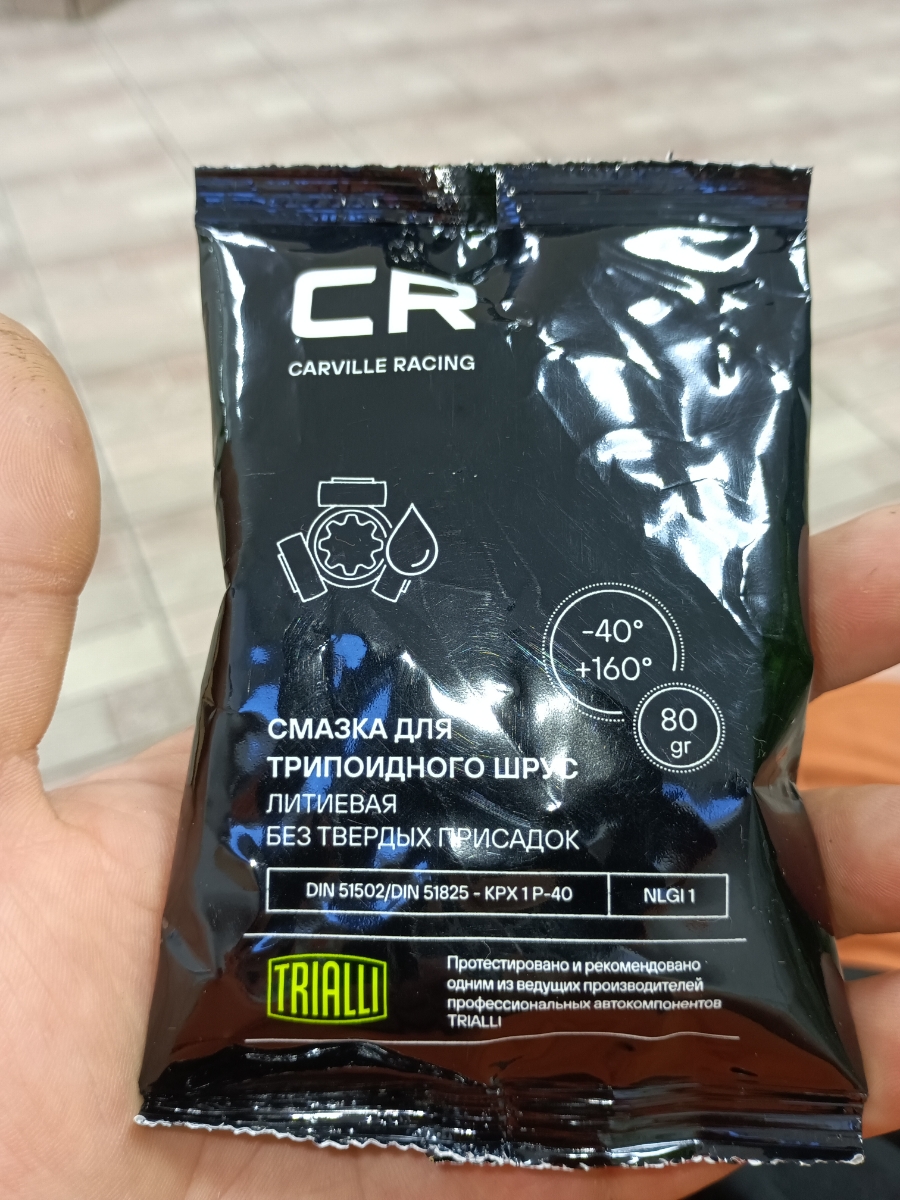 CR
CARVILLE RACING
-40°
+160°
80
gr
СМАЗКА ДЛЯ
ТРИПОИДНОГО ШРУС
ЛИТИЕВАЯ
БЕЗ ТВЕРДЫХ ПРИСАДОК
DIN 51502/DIN 51825 - KPX 1 P-40
NLGI 1
TRIALLI
Протестировано и рекомендовано
одним из ведущих производителей
профессиональных автокомпонентов
TRIALLI